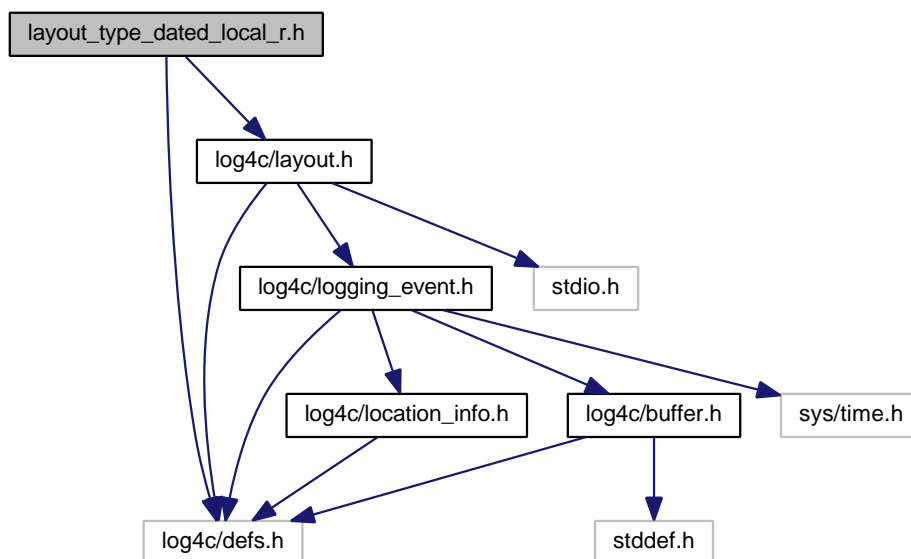 layout_type_dated_local_r.h
log4c/layout.h
log4c/logging_event.h
stdio.h
log4c/location_info.h
log4c/buffer.h
sys/time.h
log4c/defs.h
stddef.h